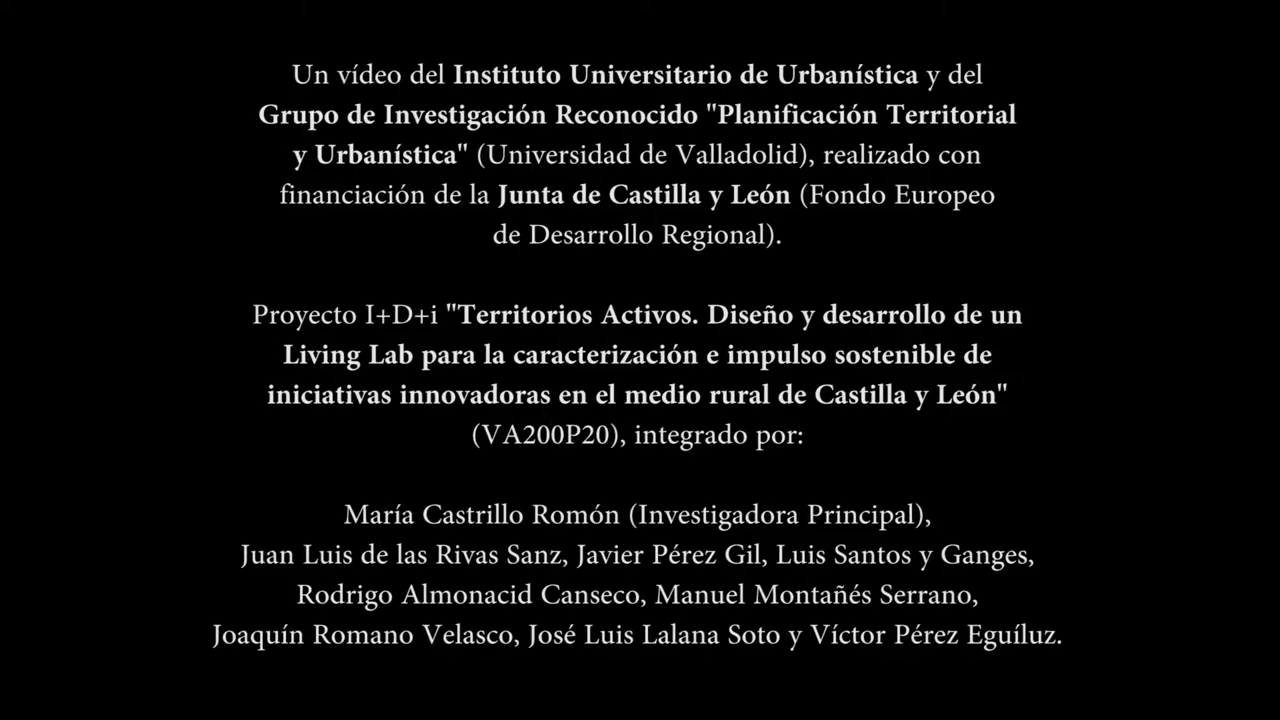 Un vídeo del Instituto Universitario de Urbanística y del
Grupo de Investigación Reconocido "Planificación Territorial
y Urbanística" (Universidad de Valladolid), realizado con
financiación de la Junta de Castilla y León (Fondo Europeo
de Desarrollo Regional).
Proyecto I+D+i "Territorios Activos. Diseño y desarrollo de un
Living Lab para la caracterización e impulso sostenible de
iniciativas innovadoras en el medio rural de Castilla y León"
(VA200P20), integrado por:
María Castrillo Romón (Investigadora Principal),
Juan Luis de las Rivas Sanz, Javier Pérez Gil, Luis Santos y Ganges,
Rodrigo Almonacid Canseco, Manuel Montañés Serrano,
Joaquín Romano Velasco, José Luis Lalana Soto y Víctor Pérez Eguíluz.